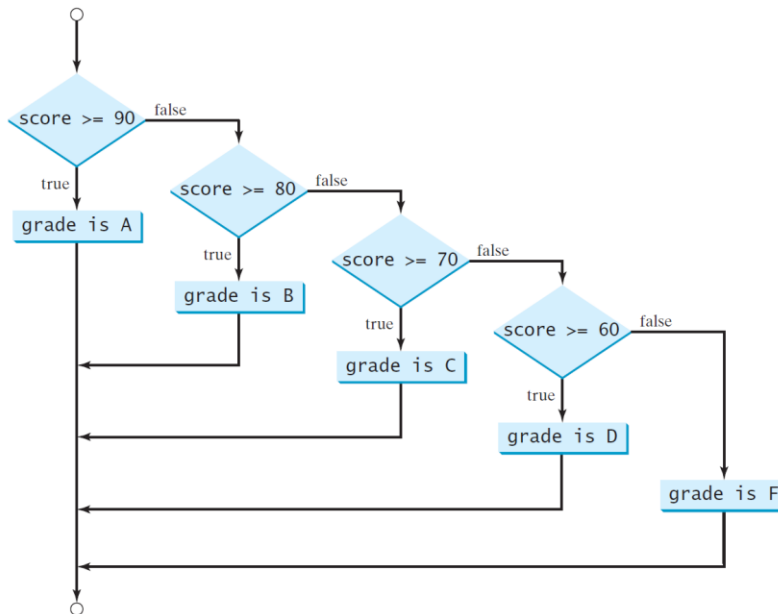 score >= 90
false
true
grade is A
score >= 80
false
true
grade is B
score >= 70
false
true
grade is C
score >= 60
false
true
grade is D
grade is F